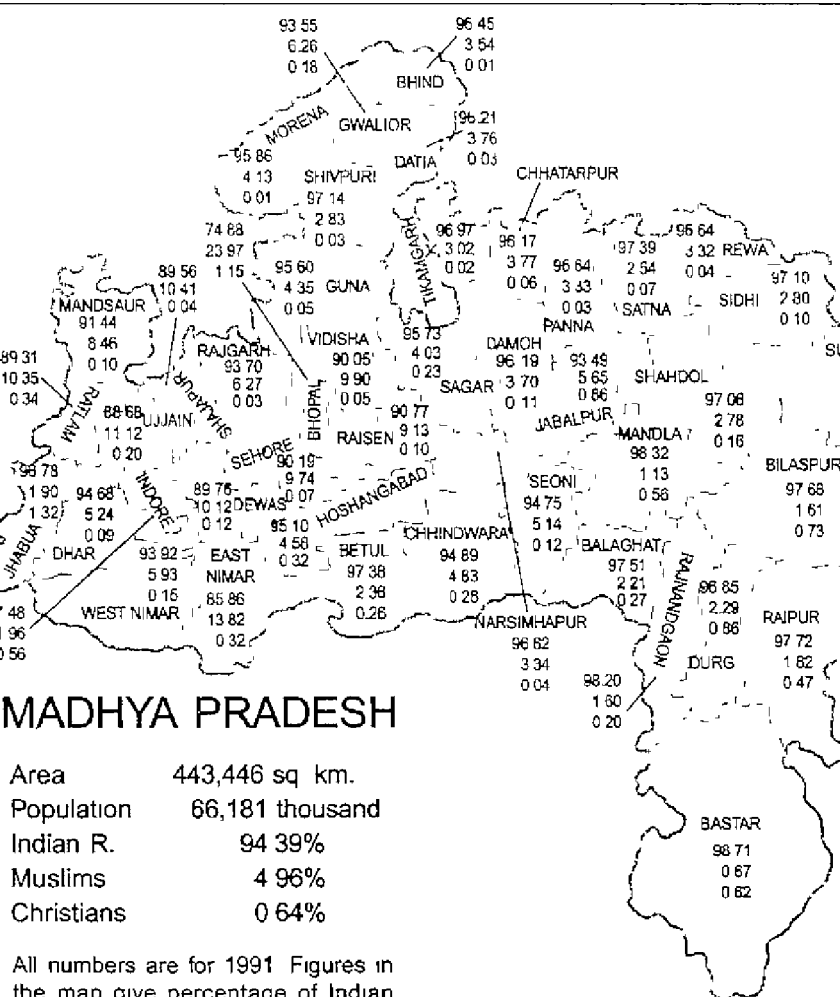 93 55
6.26
0 18
96 45
3 54
0 01
BHIND
MORENA
GWALIOR
96.21
3 76
0 03
DATIA
95 86
4 13
0 01
SHIVPURI
97 14
2 83
0 03
CHHATARPUR
74 88
23 97
1 15
TIKAMGARH
96 97
3 02
0 02
96 17
3 77
0 06
96 64
3 43
0 03
PANNA
97 39
2 54
0 07
SATNA
96 64
3 32
0 04
REWA
97 10
2 80
0 10
SIDHI
89 56
10 41
0 04
95 60
4 35
0 05
GUNA
MANDSAUR
91 44
8 46
0 10
89 31
10 35
0 34
RATLAM
RAJGARH
93 70
6 27
0 03
SHAJAPUR
VIDISHA
90 05
9 90
0 05
95 73
4 03
0 23
SAGAR
DAMOH
96 19
3 70
0 11
93 49
5 65
0 86
JABALPUR
SHAHDOL
97 06
2 78
0 16
88 68
11 12
0 20
UJJAIN
BHOPAL
RAISEN
90 77
9 13
0 10
MANDLA
98 32
1 13
0 56
BILASPUR
97 68
1 61
0 73
SEHORE
90 19
9 74
0 07
HOSHANGABAD
96 78
1 90
1 32
JHABUA
94 68
5 24
0 09
DHAR
INDORE
89 76
10 12
0 12
DEWAS
95 10
4 58
0 32
SEONI
94 75
5 14
0 12
CHHINDWARA
94 89
4 83
0 28
BALAGHAT
97 51
2 21
0 27
RAJNANDGAON
93 92
5 93
0 15
WEST NIMAR
EAST
NIMAR
85 86
13 82
0 32
BETUL
97 38
2 36
0.26
96 85
2.29
0 86
DURG
RAIPUR
97 72
1 82
0 47
NARSIMHAPUR
96 62
3 34
0 04
98.20
1 60
0 20
MADHYA PRADESH
Area 443,446 sq km.
Population 66,181 thousand
Indian R. 94 39%
Muslims 4 96%
Christians 0 64%
BASTAR
98 71
0 67
0 62
All numbers are for 1991 Figures in
the map give percentage of Indian